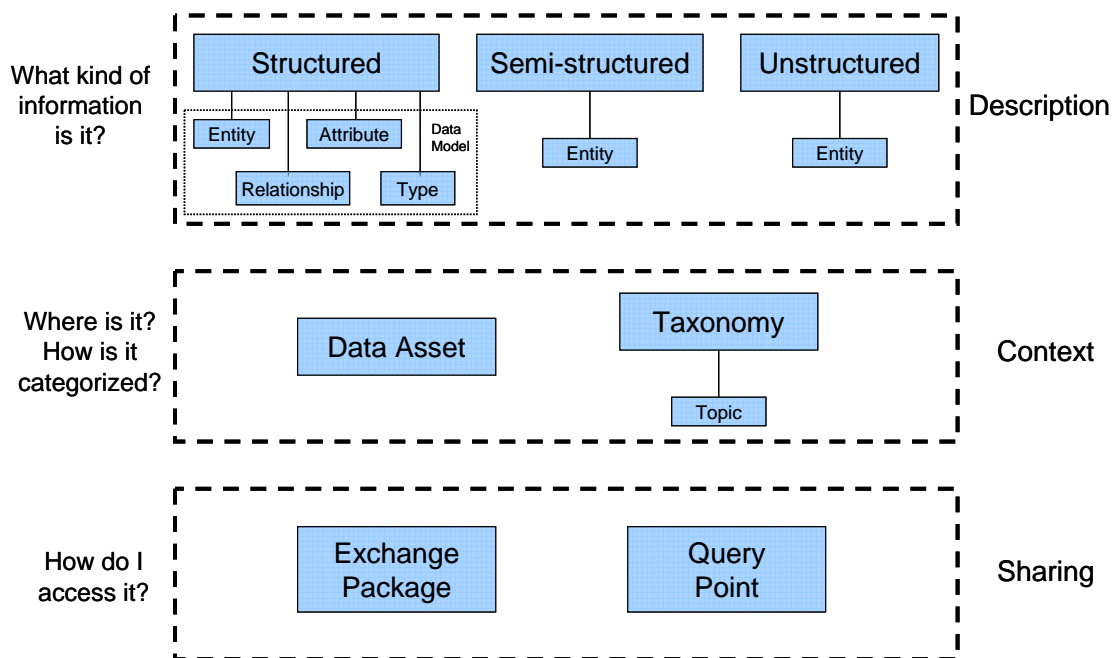 What kind of
information
is it?
Structured
Semi-structured
Unstructured
Description
Entity
Attribute
Data
Model
Relationship
Type
Entity
Entity
Where is it?
How is it
categorized?
Data Asset
Taxonomy
Topic
Context
How do I
access it?
Exchange
Package
Query
Point
Sharing